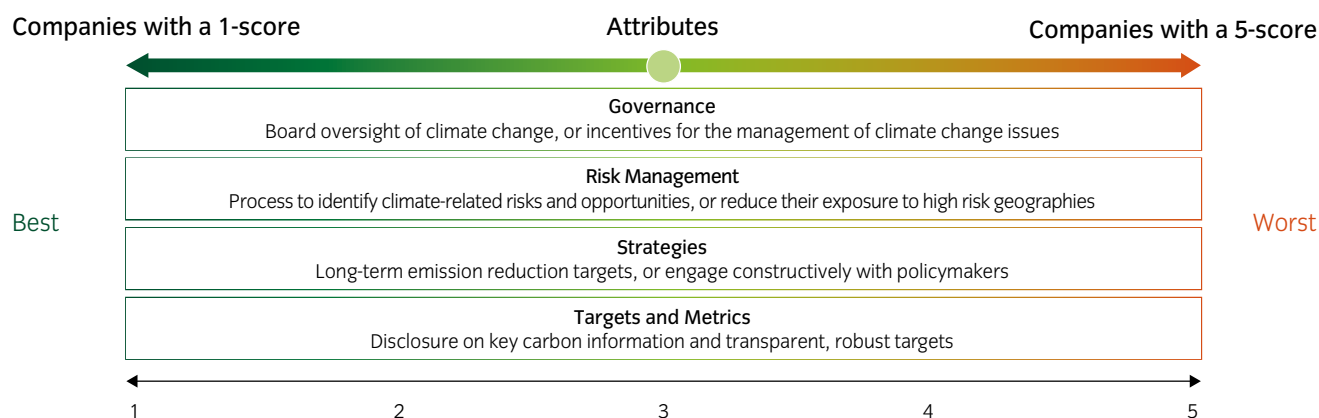 Companies with a 1-score
Attributes
Companies with a 5-score
Governance
Board oversight of climate change, or incentives for the management of climate change issues
Risk Management
Process to identify climate-related risks and opportunities, or reduce their exposure to high risk geographies
Best
Worst
Strategies
Long-term emission reduction targets, or engage constructively with policymakers
Targets and Metrics
Disclosure on key carbon information and transparent, robust targets
1 2 3 4 5